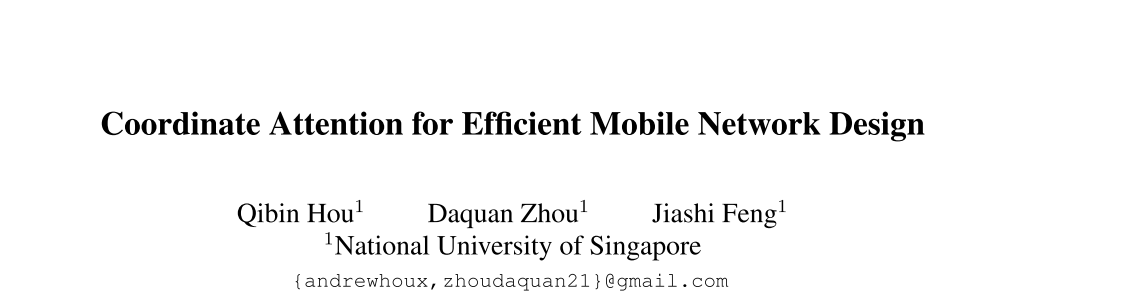 Coordinate Attention for Efficient Mobile Network Design
Qibin Hou¹ Daquan Zhou¹ Jiashi Feng¹
¹National University of Singapore
{andrewhoux,zhoudaquan21}@gmail.com